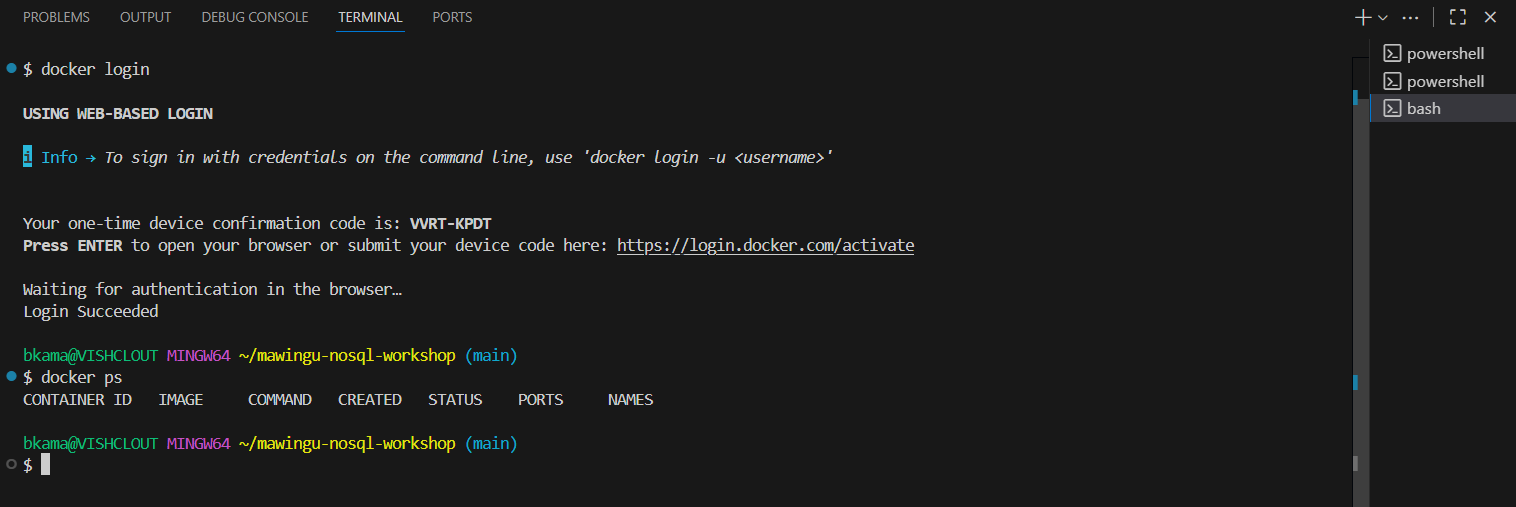 PROBLEMS OUTPUT DEBUG CONSOLE TERMINAL PORTS
$ docker login
USING WEB-BASED LOGIN
i Info → To sign in with credentials on the command line, use 'docker login -u <username>'
Your one-time device confirmation code is: VVRT-KPDT
Press ENTER to open your browser or submit your device code here: https://login.docker.com/activate
Waiting for authentication in the browser…
Login Succeeded
bkama@VISHCLOUT MINGW64 ~/mawingu-nosql-workshop (main)
$ docker ps
CONTAINER ID IMAGE COMMAND CREATED STATUS PORTS NAMES
bkama@VISHCLOUT MINGW64 ~/mawingu-nosql-workshop (main)
$
powershell
powershell
bash